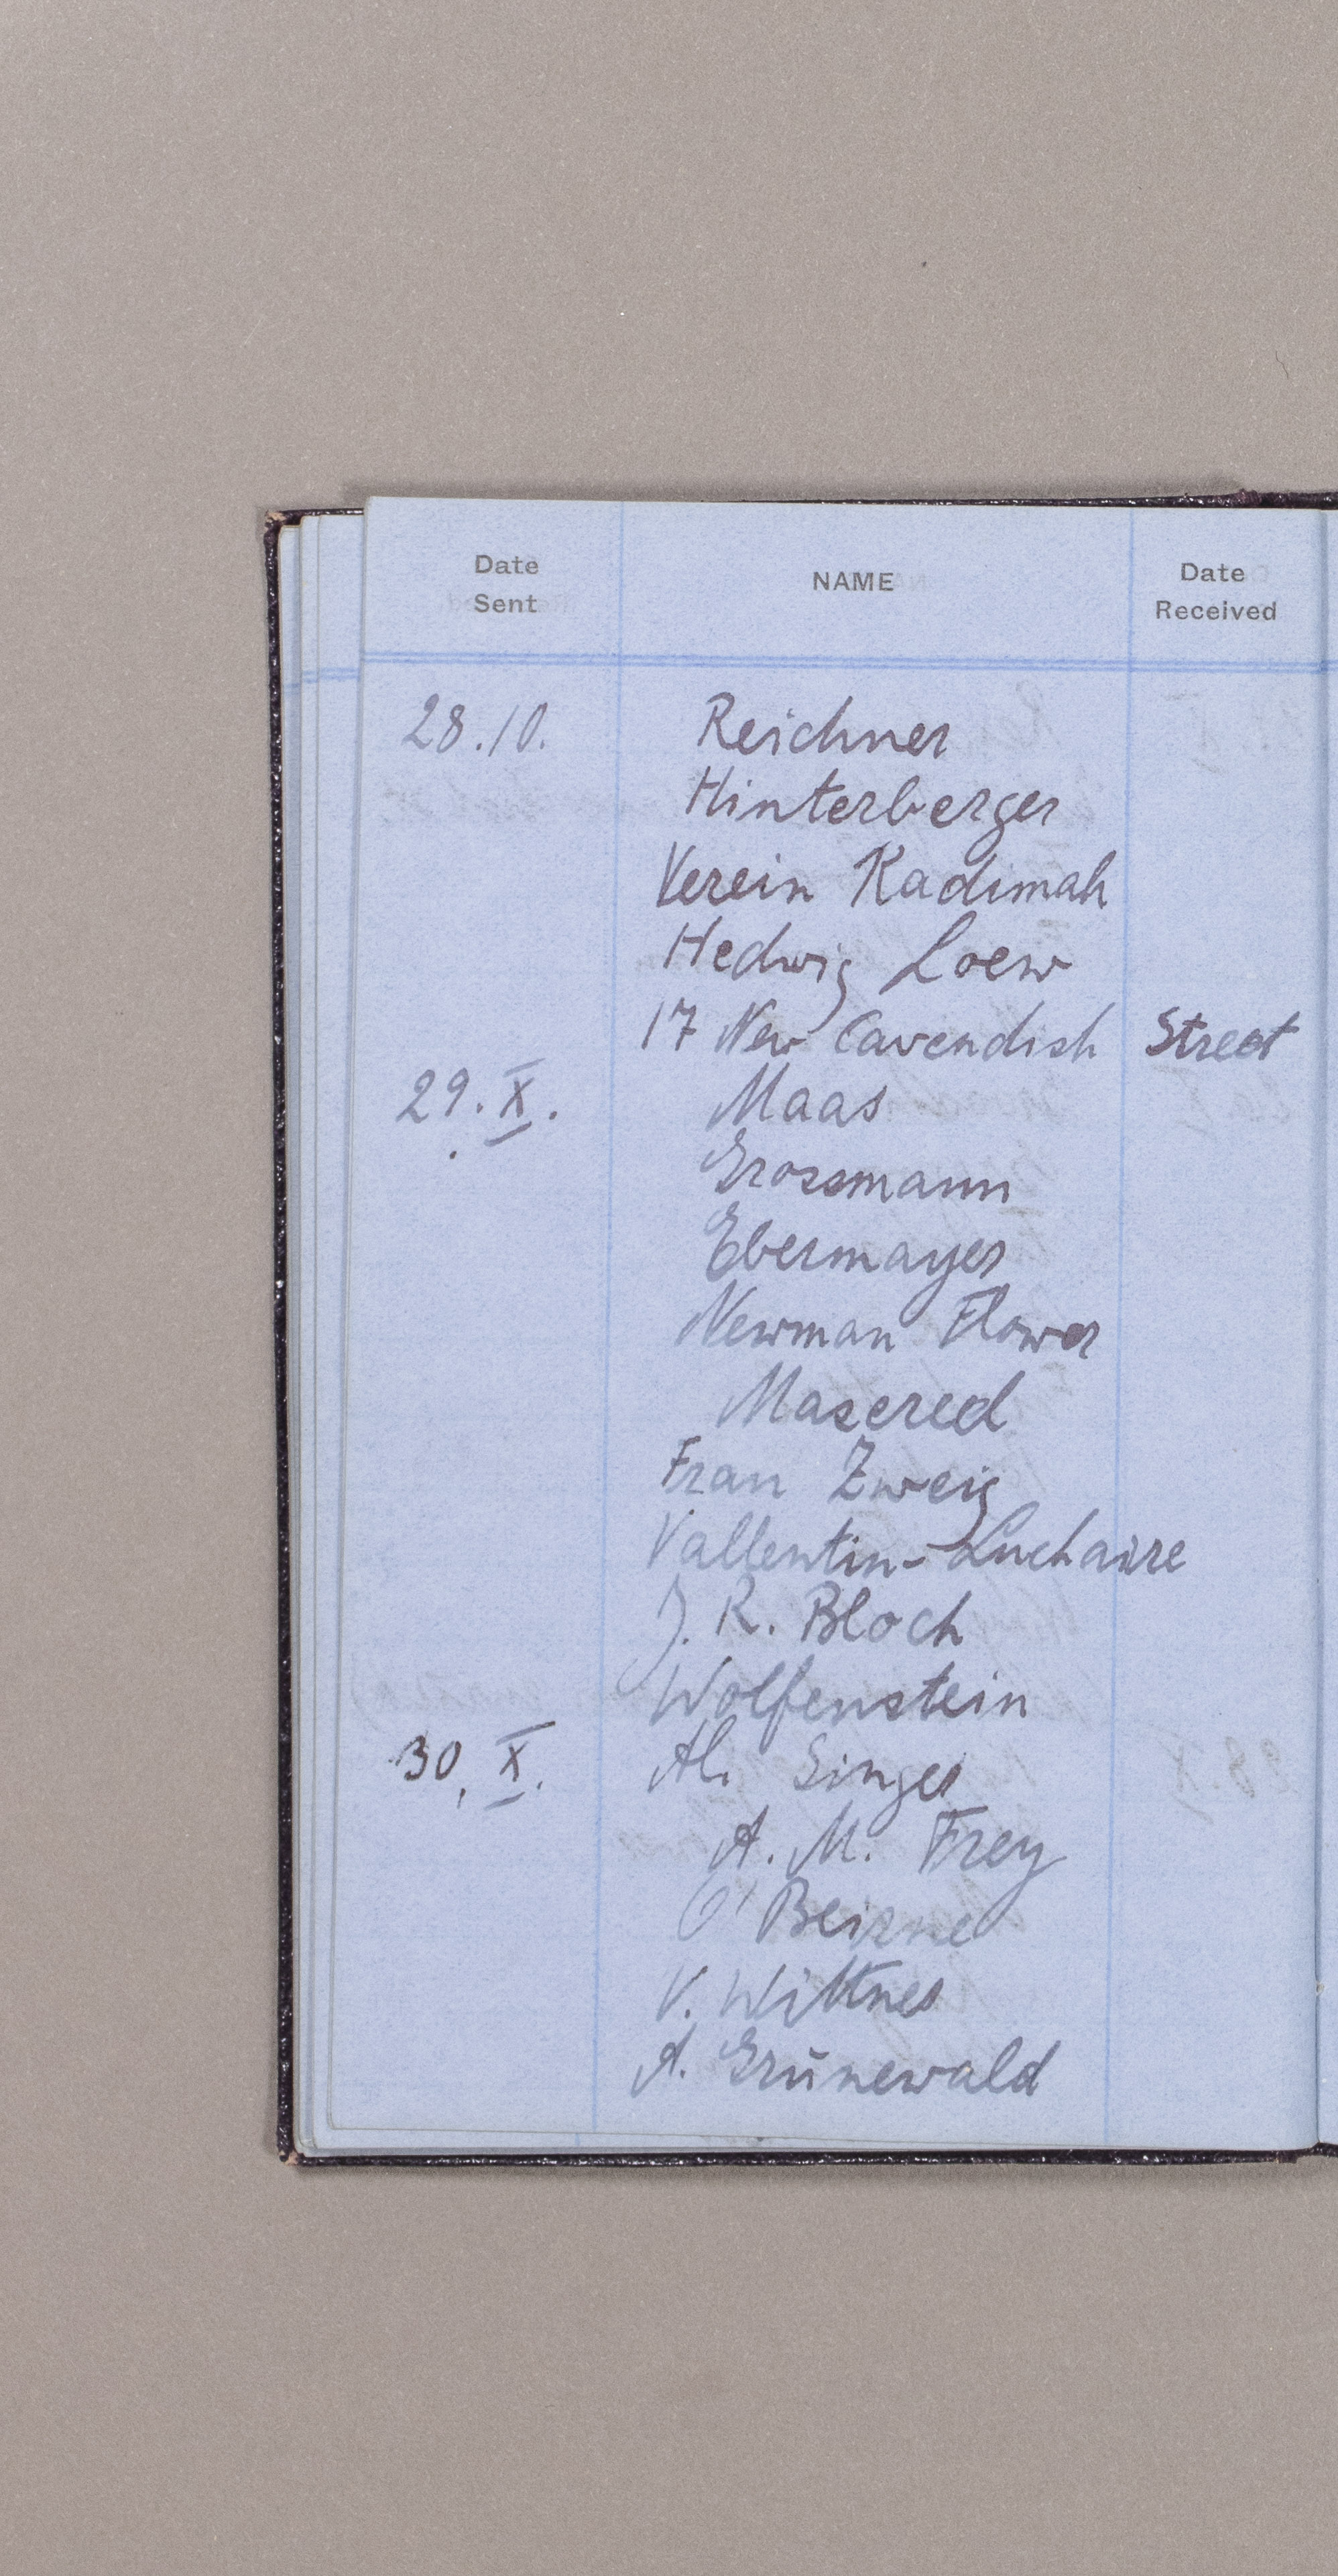 Date Sent NAME Date Received
28.10. Reichner
Hinterberger
Verein Kadimah
Hedwig Loew
17 New Cavendish Street
29. X. Maas
Grossmann
Ebermayer
Newman Flower
Masereel
Frau Zweig
Vallentin-Luchaire
J. R. Bloch
Wolfenstein
30. X. Al. Singer
A. M. Frey
O'Beirne
V. Wittner
A. Grünewald